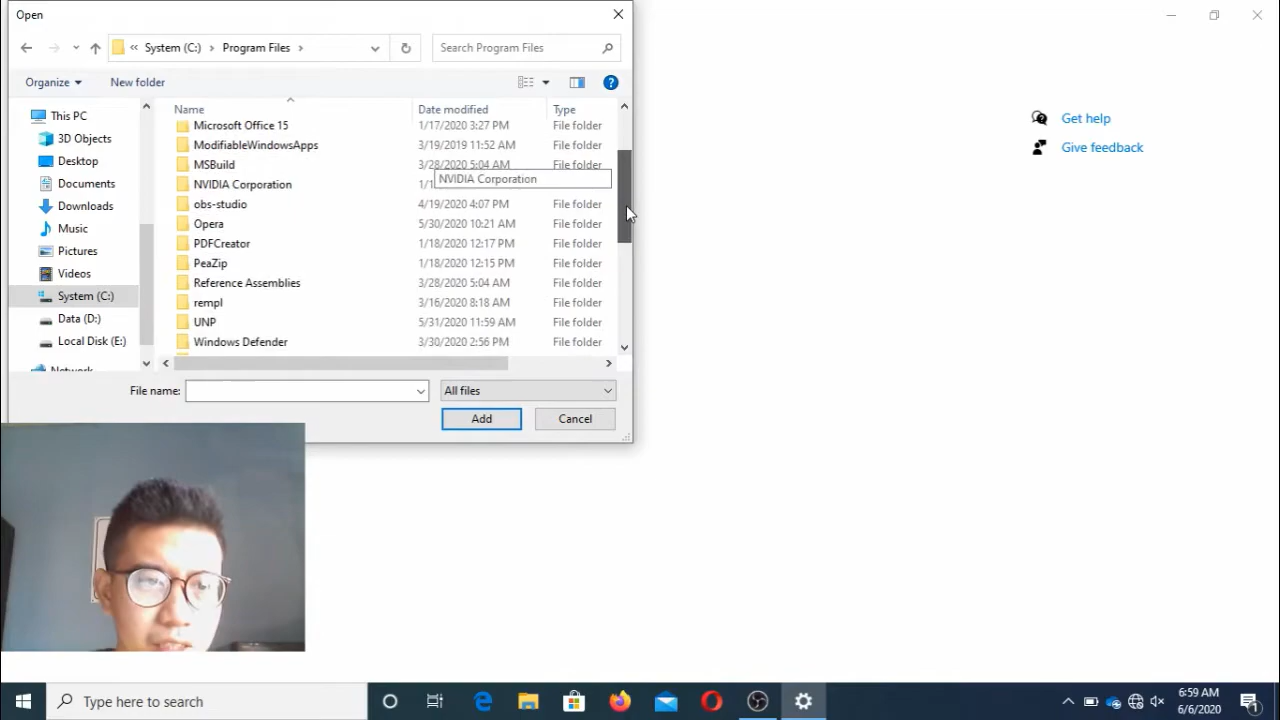 Open
System (C:) > Program Files >
Search Program Files
Organize
New folder
Name
Date modified
Type
Microsoft Office 15 1/17/2020 3:27 PM File folder
ModifiableWindowsApps 3/19/2019 11:52 AM File folder
MSBuild 3/28/2020 5:04 AM File folder
NVIDIA Corporation 1/1
NVIDIA Corporation
obs-studio 4/19/2020 4:07 PM File folder
Opera 5/30/2020 10:21 AM File folder
PDFCreator 1/18/2020 12:17 PM File folder
PeaZip 1/18/2020 12:15 PM File folder
Reference Assemblies 3/28/2020 5:04 AM File folder
rempl 3/16/2020 8:18 AM File folder
UNP 5/31/2020 11:59 AM File folder
Windows Defender 3/30/2020 2:56 PM File folder
This PC
3D Objects
Desktop
Documents
Downloads
Music
Pictures
Videos
System (C:)
Data (D:)
Local Disk (E:)
Network
File name:
All files
Add
Cancel
Get help
Give feedback
Type here to search
6:59 AM
6/6/2020
1